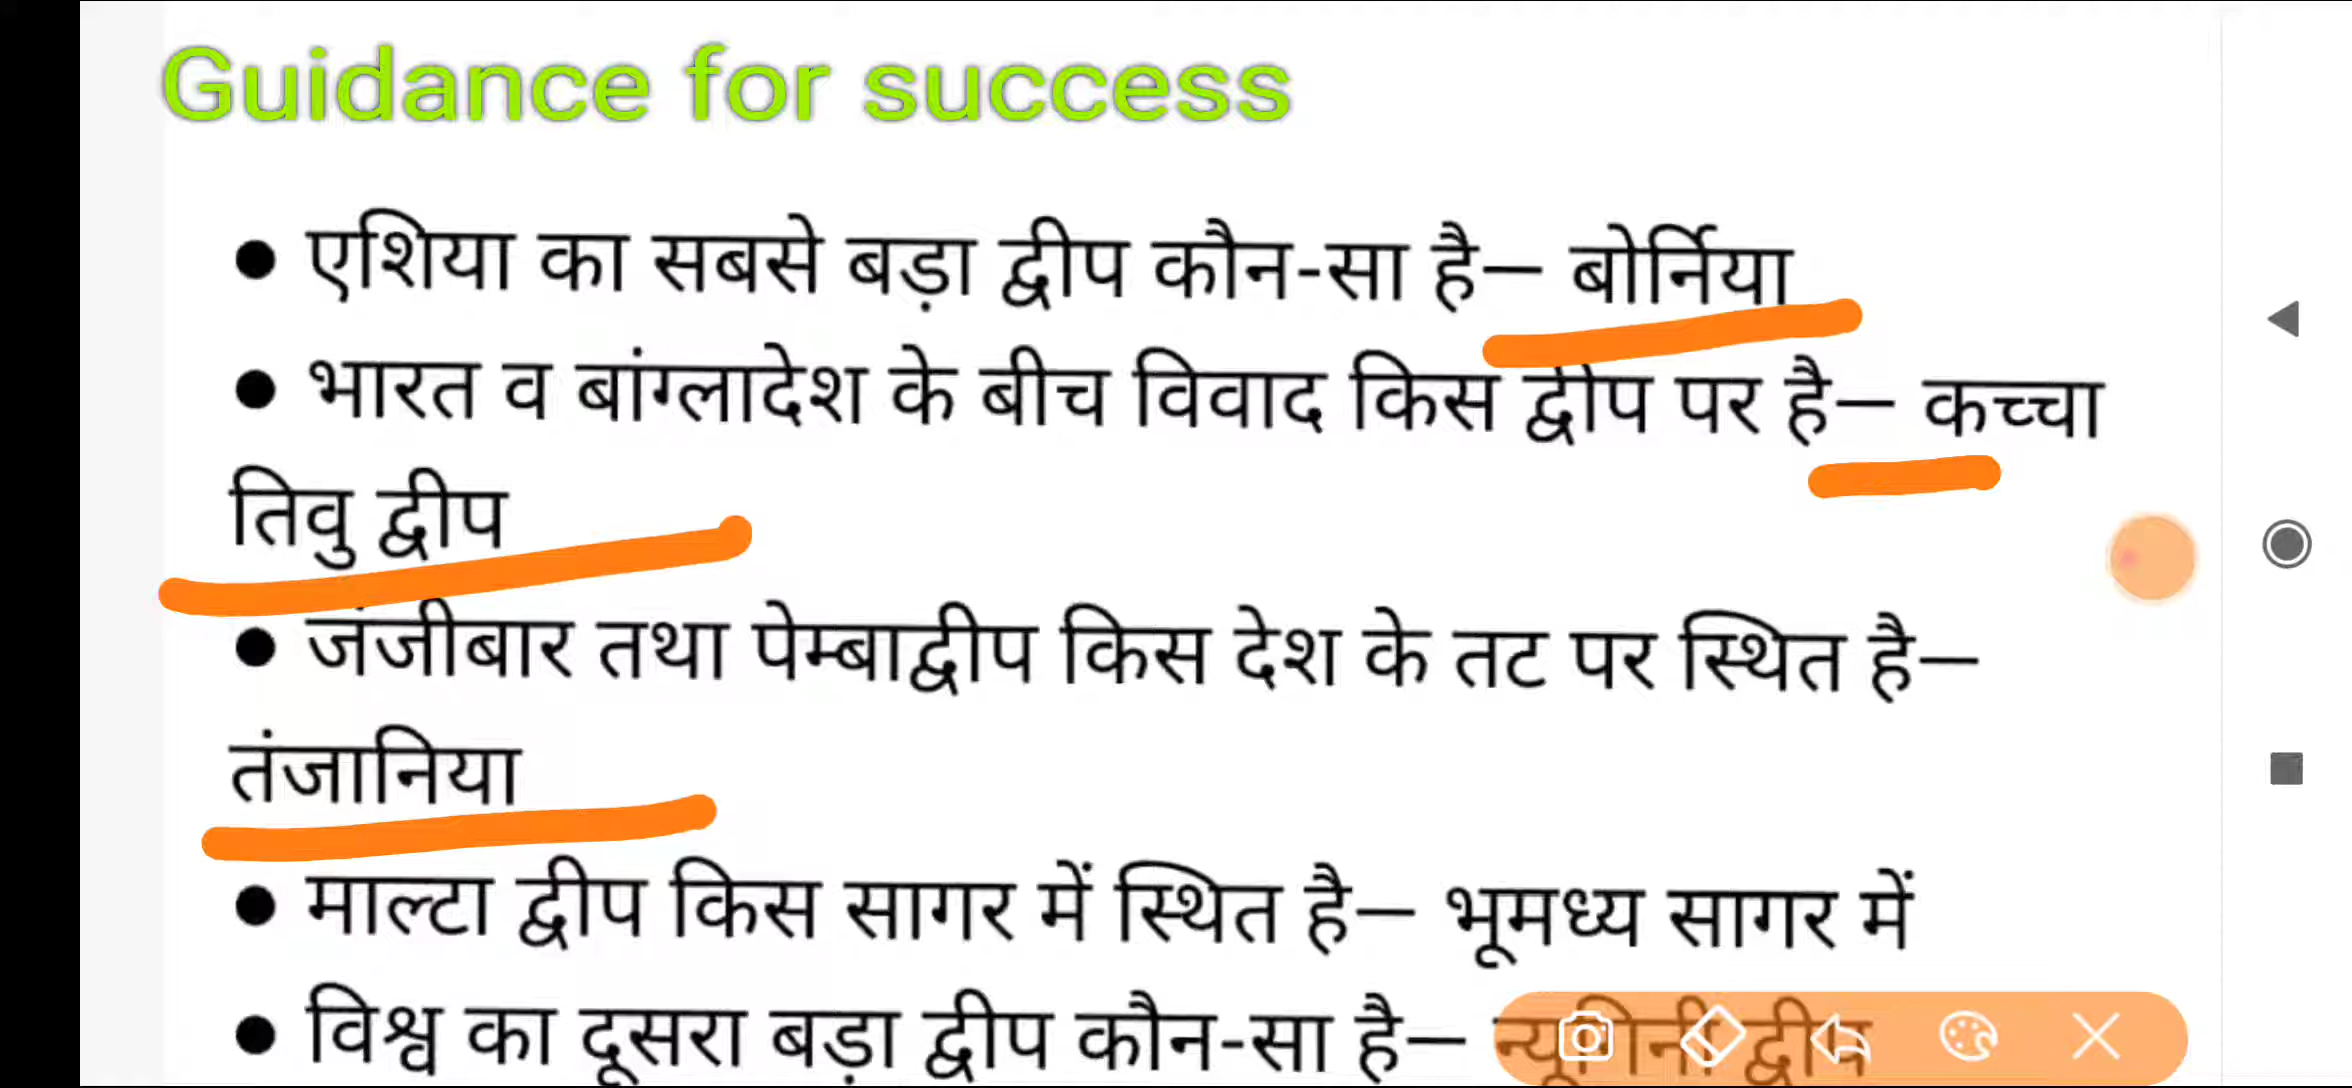 Guidance for success
● एशिया का सबसे बड़ा द्वीप कौन-सा है— बोर्निया
● भारत व बांग्लादेश के बीच विवाद किस द्वीप पर है— कच्चा
तिवु द्वीप
● जंजीबार तथा पेम्बाद्वीप किस देश के तट पर स्थित है—
तंजानिया
● माल्टा द्वीप किस सागर में स्थित है— भूमध्य सागर में
● विश्व का दूसरा बड़ा द्वीप कौन-सा है— न्यूगिनी द्वीप